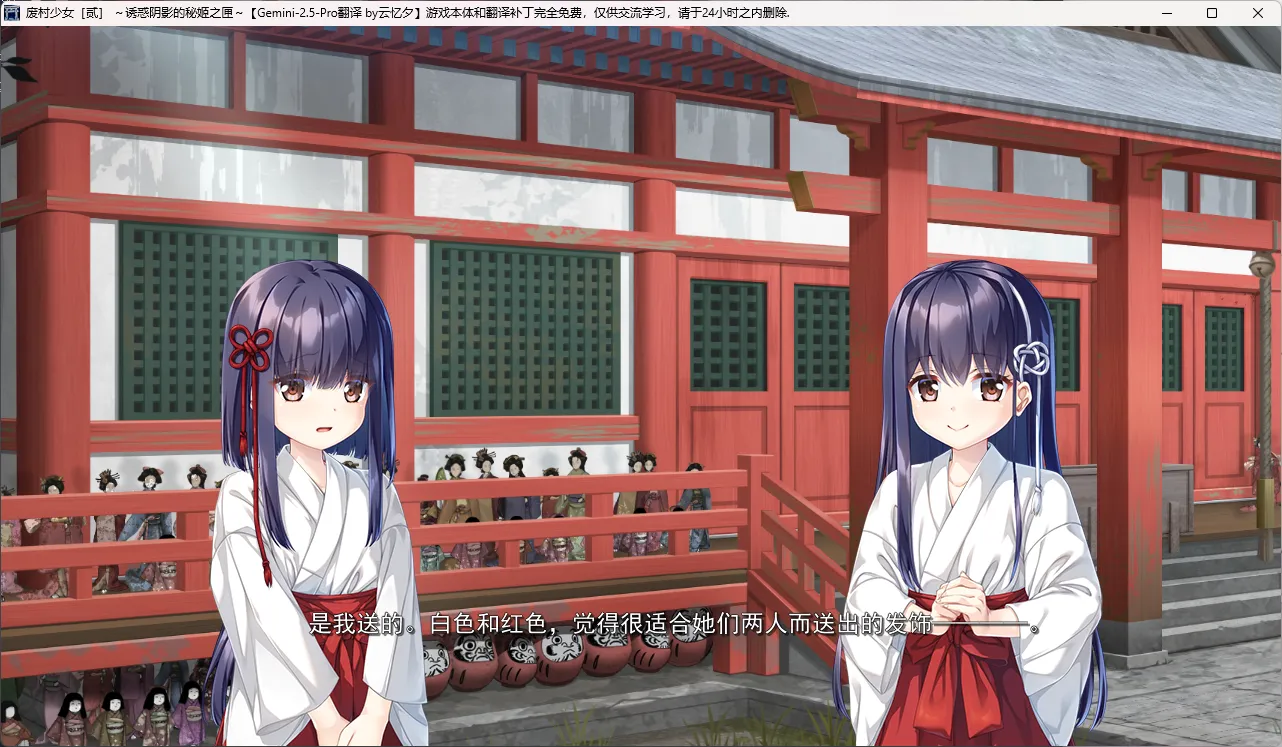 废村少女［贰］ ～诱惑阴影的秘姬之匣～【Gemini-2.5-Pro翻译 by云忆夕】游戏本体和翻译补丁完全免费，仅供交流学习，请于24小时之内删除.
是我送的。白色和红色，觉得很适合她们两人而送出的发饰————。